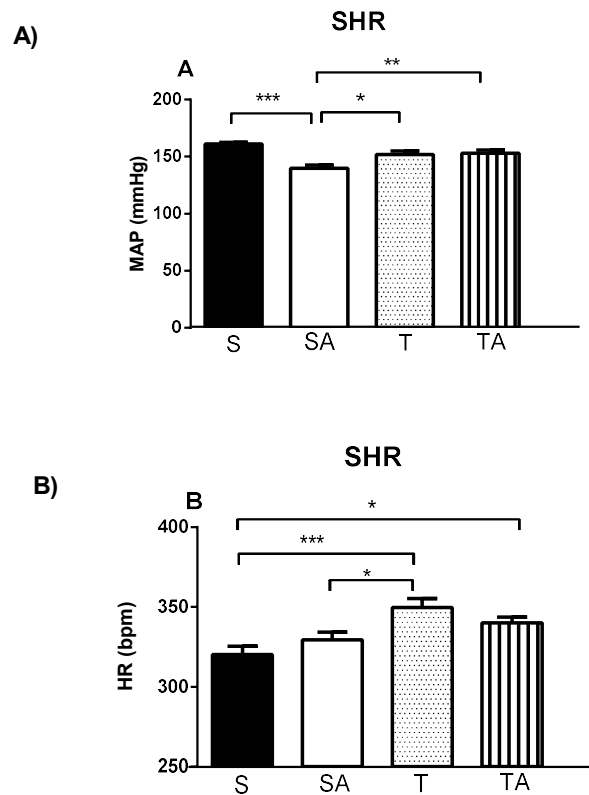 SHR
A)
A
**
***
*
200
150
100
50
0
MAP (mmHg)
S SA T TA
SHR
B)
B
*
***
*
400
350
300
250
HR (bpm)
S SA T TA